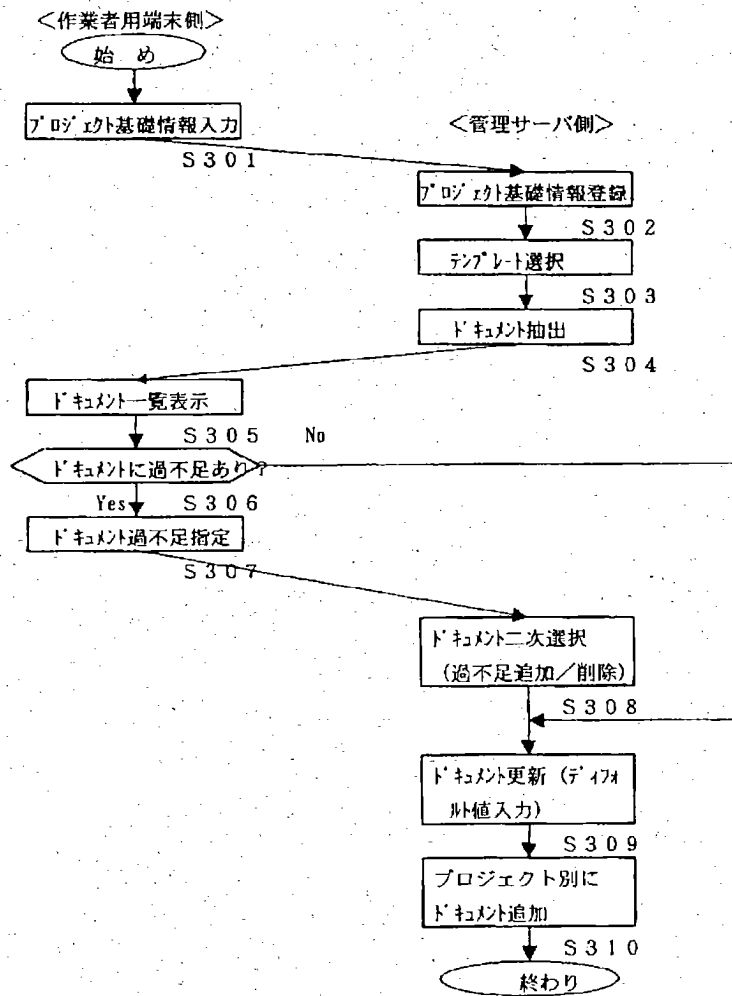 ＜作業者用端末側＞
始　め
プロジェクト基礎情報入力
＜管理サーバ側＞
S301
プロジェクト基礎情報登録
S302
テンプレート選択
S303
ドキュメント抽出
S304
ドキュメント一覧表示
S305 No
ドキュメントに過不足あり？
Yes S306
ドキュメント過不足指定
S307
ドキュメント二次選択
(過不足追加／削除)
S308
ドキュメント更新（ディフォ
ルト値入力）
S309
プロジェクト別に
ドキュメント追加
S310
終わり